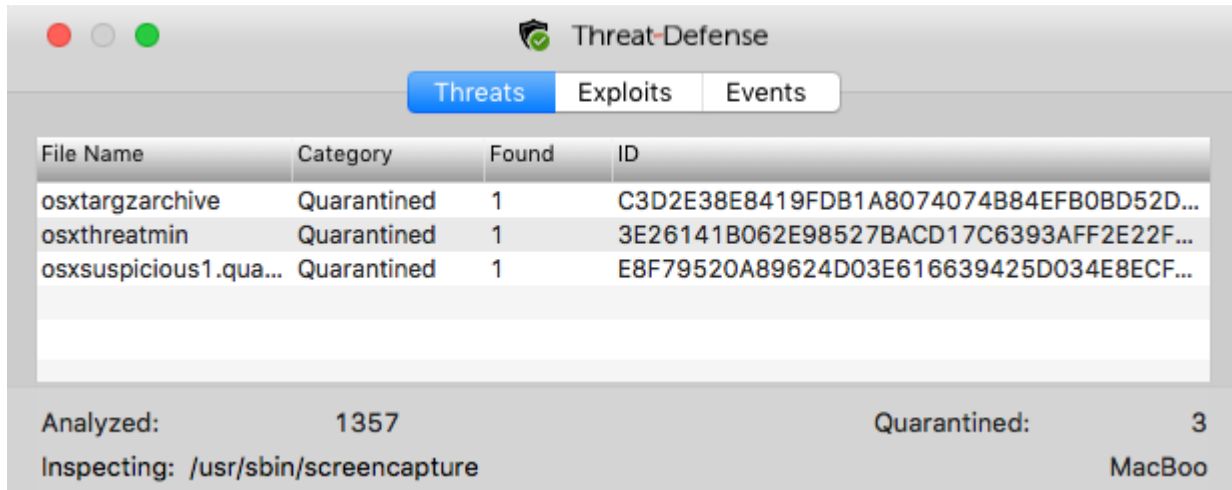 Threat-Defense
Threats Exploits Events
File Name Category Found ID
osxtargzarchive Quarantined 1 C3D2E38E8419FDB1A8074074B84EFB0BD52D...
osxthreatmin Quarantined 1 3E26141B062E98527BACD17C6393AFF2E22F...
osxsuspicious1.qua... Quarantined 1 E8F79520A89624D03E616639425D034E8ECF...
Analyzed: 1357 Quarantined: 3
Inspecting: /usr/sbin/screencapture MacBoo